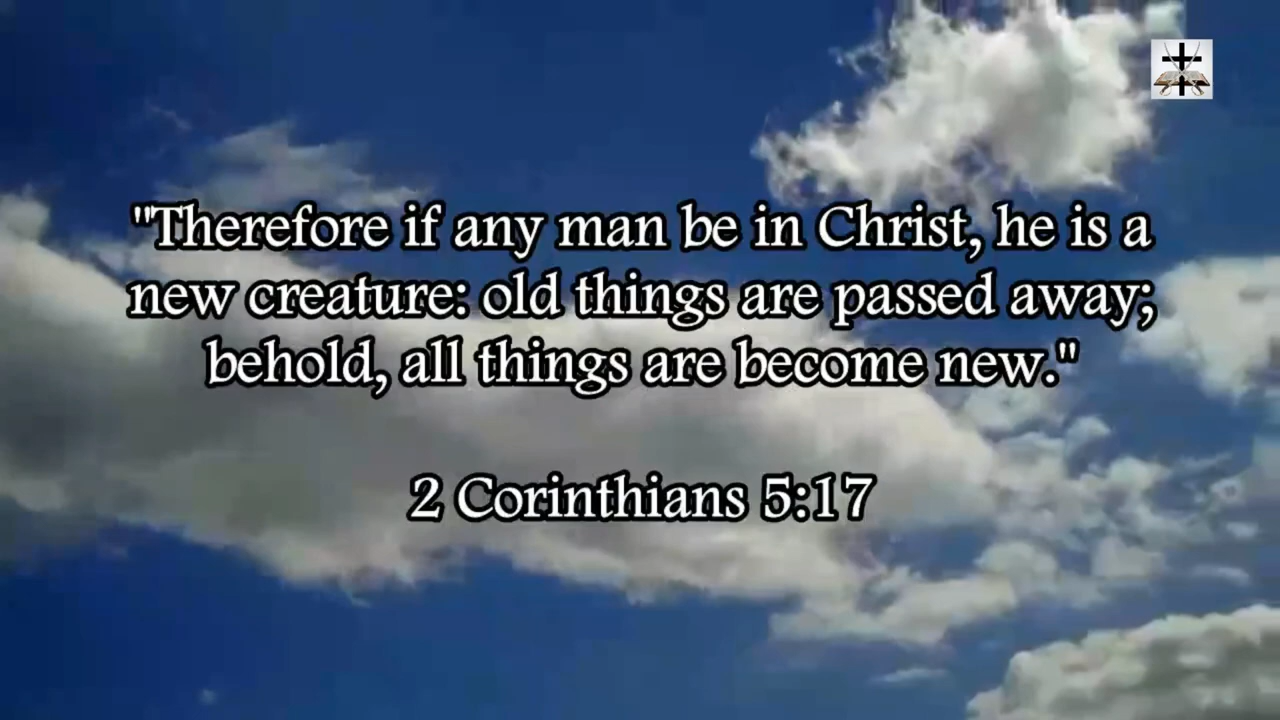 "Therefore if any man be in Christ, he is a
new creature: old things are passed away;
behold, all things are become new."
2 Corinthians 5:17